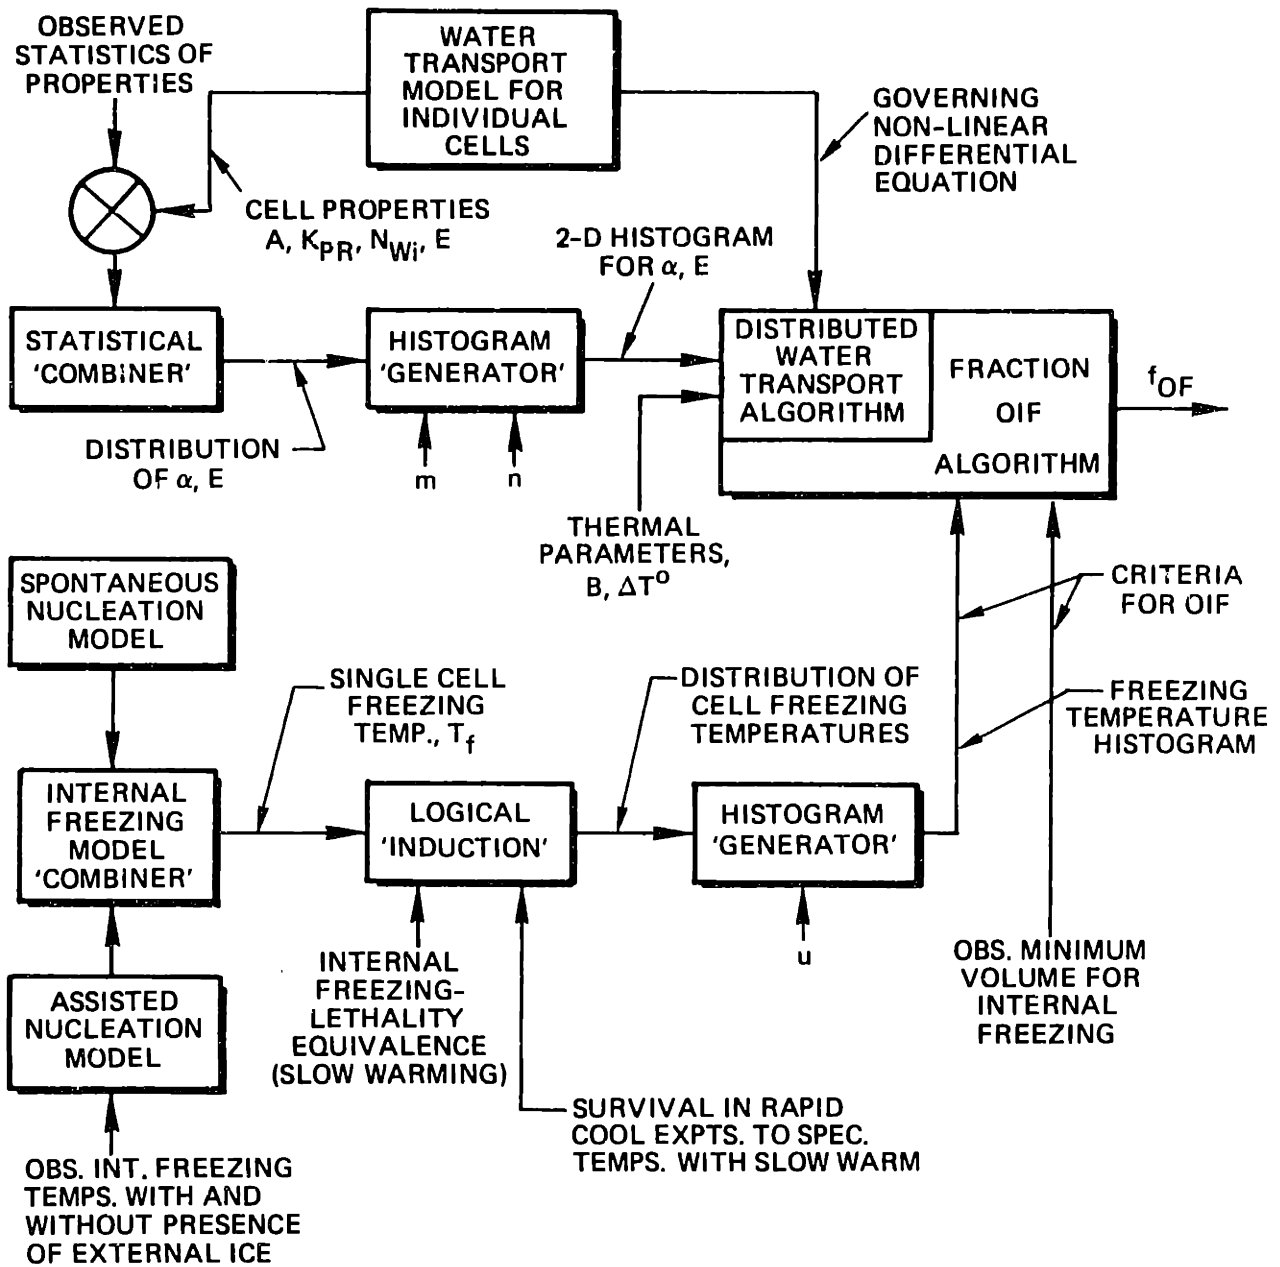 OBSERVED
STATISTICS OF
PROPERTIES
WATER
TRANSPORT
MODEL FOR
INDIVIDUAL
CELLS
GOVERNING
NON-LINEAR
DIFFERENTIAL
EQUATION
CELL PROPERTIES
A, K_PR, N_Wi, E
2-D HISTOGRAM
FOR α, E
STATISTICAL
'COMBINER'
HISTOGRAM
'GENERATOR'
DISTRIBUTED
WATER
TRANSPORT
ALGORITHM
FRACTION
OIF
ALGORITHM
f_OF
DISTRIBUTION
OF α, E
m
n
THERMAL
PARAMETERS,
B, ΔT°
SPONTANEOUS
NUCLEATION
MODEL
CRITERIA
FOR OIF
SINGLE CELL
FREEZING
TEMP., T_f
DISTRIBUTION OF
CELL FREEZING
TEMPERATURES
FREEZING
TEMPERATURE
HISTOGRAM
INTERNAL
FREEZING
MODEL
'COMBINER'
LOGICAL
'INDUCTION'
HISTOGRAM
'GENERATOR'
INTERNAL
FREEZING-
LETHALITY
EQUIVALENCE
(SLOW WARMING)
u
OBS. MINIMUM
VOLUME FOR
INTERNAL
FREEZING
ASSISTED
NUCLEATION
MODEL
SURVIVAL IN RAPID
COOL EXPTS. TO SPEC.
TEMPS. WITH SLOW WARM
OBS. INT. FREEZING
TEMPS. WITH AND
WITHOUT PRESENCE
OF EXTERNAL ICE